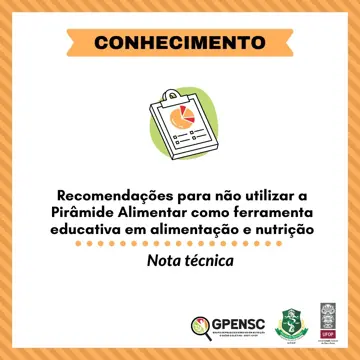 CONHECIMENTO
Recomendações para não utilizar a
Pirâmide Alimentar como ferramenta
educativa em alimentação e nutrição
Nota técnica
GPENSC
UFOP